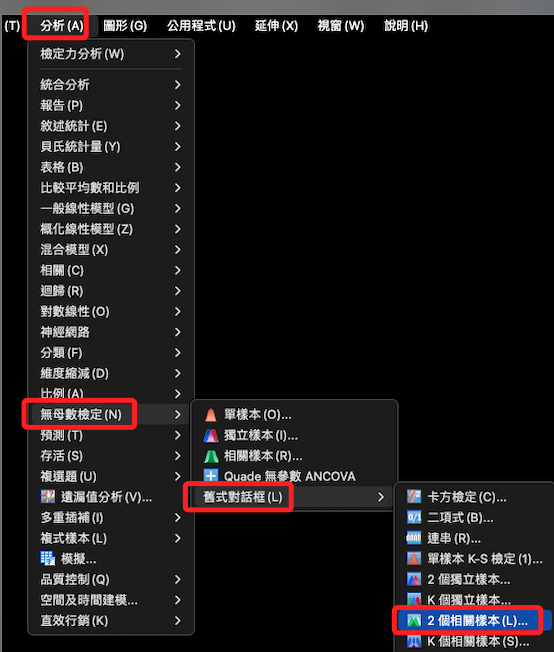 (T) 分析(A) 圖形(G) 公用程式(U) 延伸(X) 視窗(W) 說明(H)
檢定力分析(W)
統合分析
報告(P)
敘述統計(E)
貝氏統計量(Y)
表格(B)
比較平均數和比例
一般線性模型(G)
概化線性模型(Z)
混合模型(X)
相關(C)
迴歸(R)
對數線性(O)
神經網路
分類(F)
維度縮減(D)
比例(A)
無母數檢定(N)
預測(T)
存活(S)
複選題(U)
遺漏值分析(V)...
多重插補(I)
複式樣本(L)
模擬...
品質控制(Q)
空間及時間建模...
直效行銷(K)
單樣本(O)...
獨立樣本(I)...
相關樣本(R)...
Quade 無參數 ANCOVA
舊式對話框(L)
卡方檢定(C)...
二項式(B)...
連串(R)...
單樣本 K-S 檢定(1)...
2 個獨立樣本...
K 個獨立樣本...
2 個相關樣本(L)...
K 個相關樣本(S)...